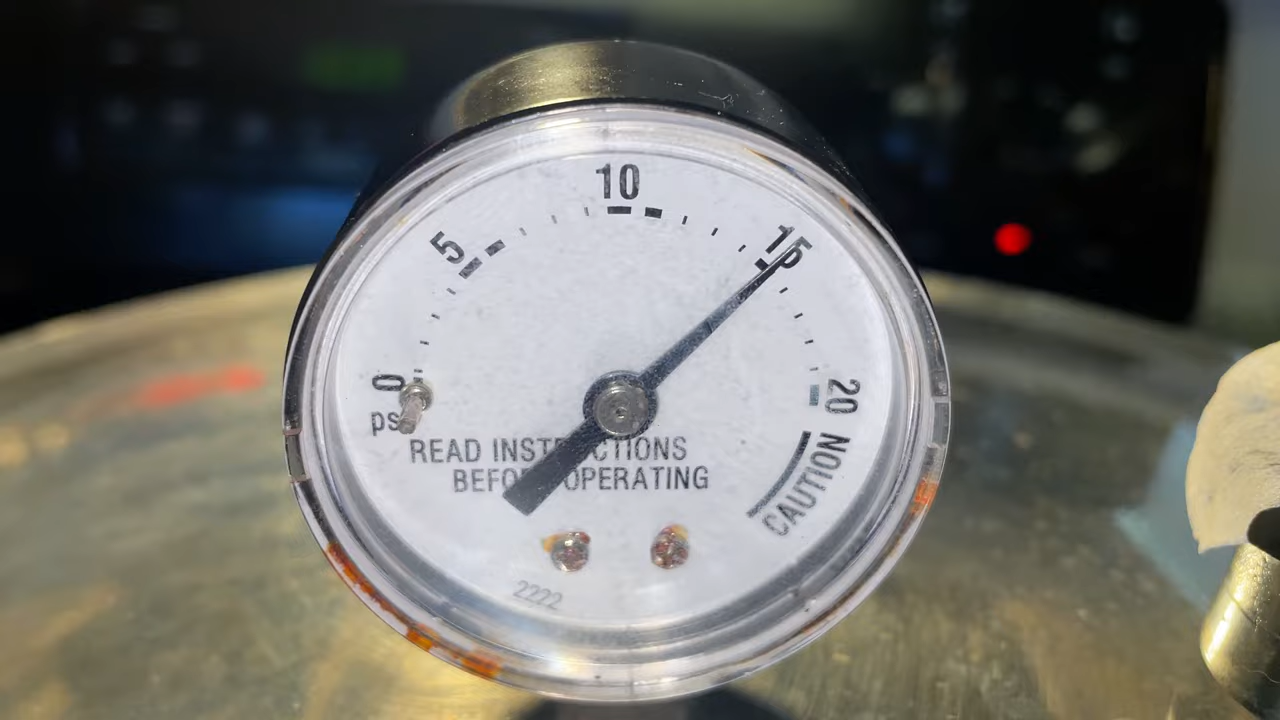 10
5
15
0
20
psi
READ INSTRUCTIONS
BEFORE OPERATING
CAUTION
2222